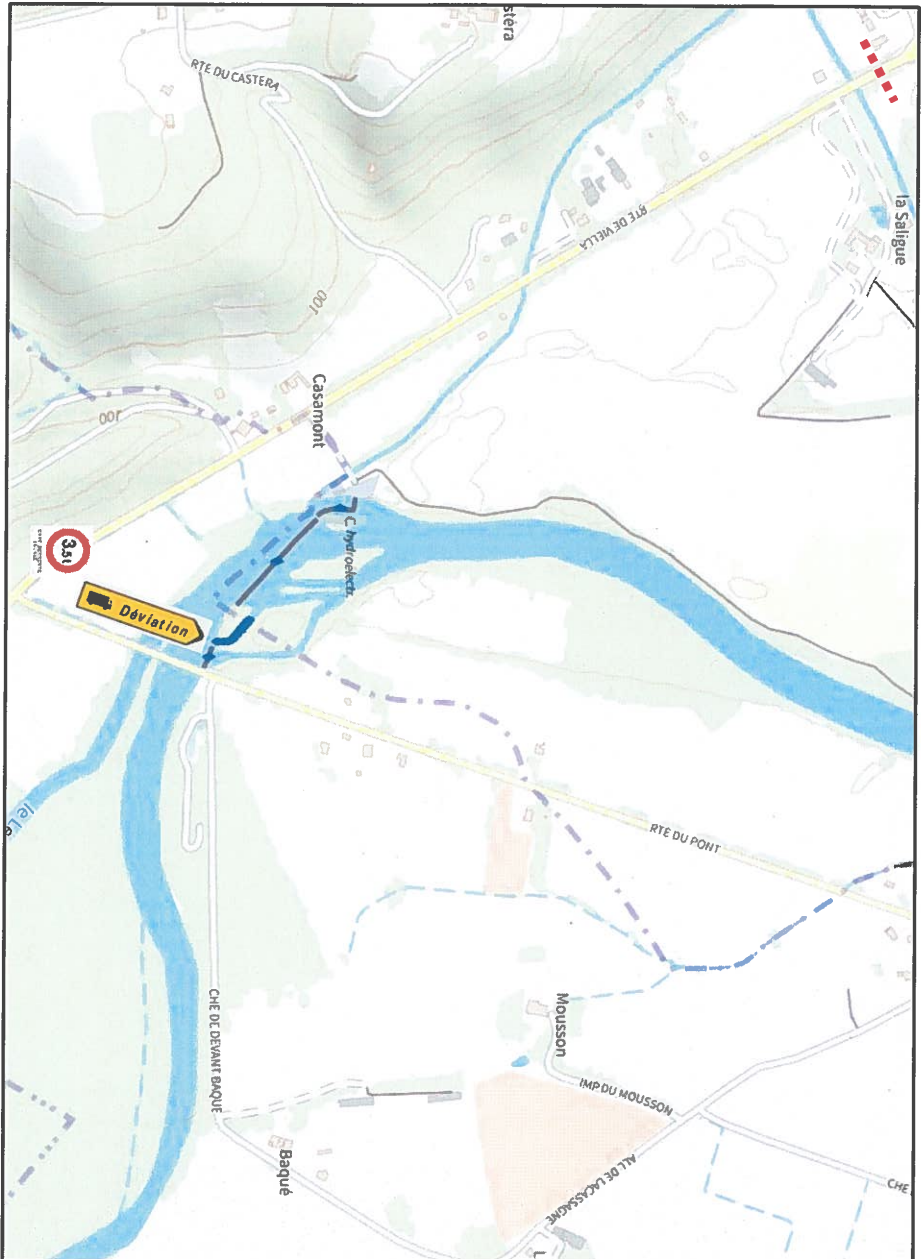 stéra
RTE DU CASTERA
la Saligue
RTE DE VIELLA
100
Casamont
100
C. hydroélectr.
3,5t
Déviation
le Le
RTE DU PONT
CHE DE DEVANT BAQUE
Mousson
IMP DU MOUSSON
Baqué
ALL DE LACASSAGNE
CHE
L